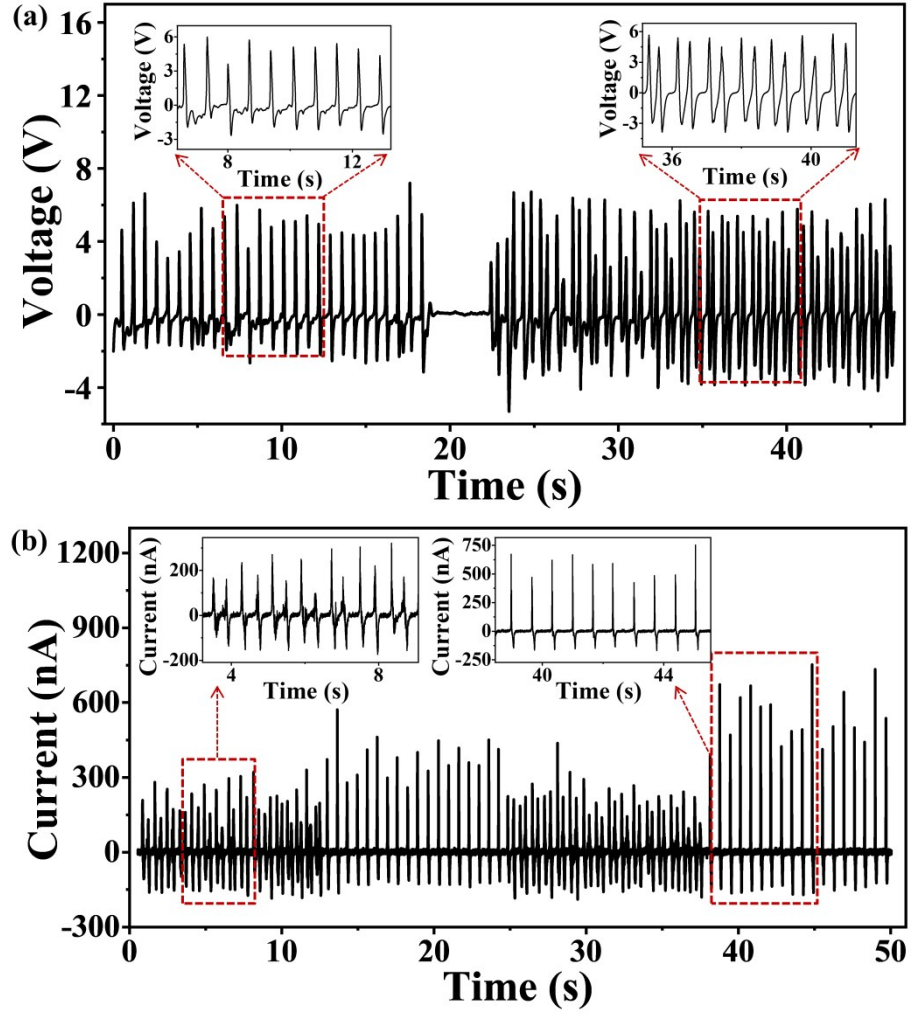 (a)
Voltage (V)
16
12
8
4
0
-4
0 10 20 30 40
Time (s)
Voltage (V)
6
3
0
-3
8 12
Time (s)
Voltage (V)
6
3
0
-3
36 40
Time (s)
(b)
Current (nA)
1200
900
600
300
0
-300
0 10 20 30 40 50
Time (s)
Current (nA)
200
0
-200
4 8
Time (s)
Current (nA)
750
500
250
0
-250
40 44
Time (s)